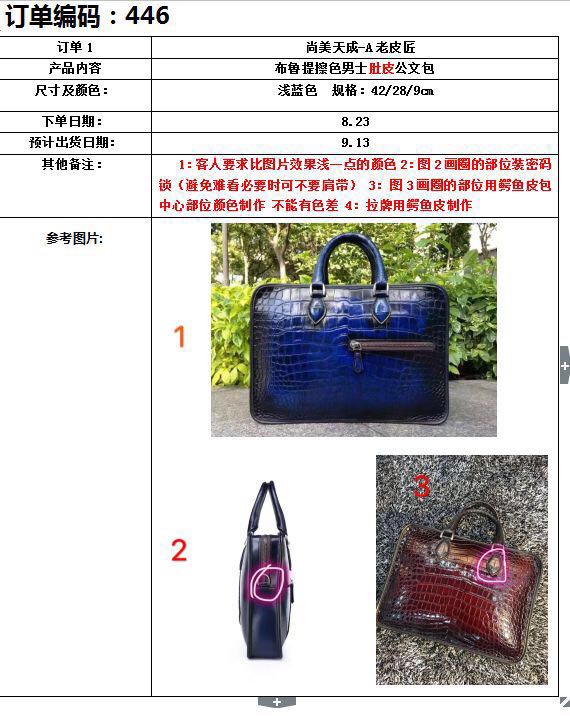 订单编码：446
订单1
尚美天成-A老皮匠
产品内容
布鲁提擦色男士肚皮公文包
尺寸及颜色：
浅蓝色 规格：42/28/9cm
下单日期：
8.23
预计出货日期：
9.13
其他备注：
1：客人要求比图片效果浅一点的颜色 2：图2画圈的部位装密码
锁（避免难看必要时可不要肩带） 3：图3画圈的部位用鳄鱼皮包
中心部位颜色制作 不能有色差 4：拉牌用鳄鱼皮制作
参考图片:
1
2
3